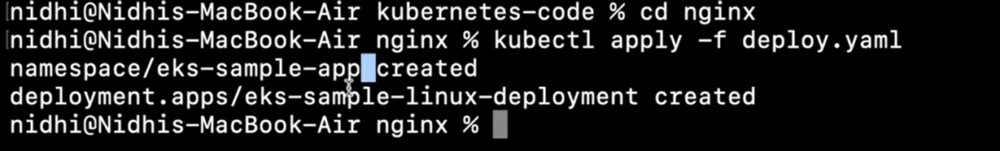 nidhi@Nidhis-MacBook-Air kubernetes-code % cd nginx
nidhi@Nidhis-MacBook-Air nginx % kubectl apply -f deploy.yaml
namespace/eks-sample-app created
deployment.apps/eks-sample-linux-deployment created
nidhi@Nidhis-MacBook-Air nginx %